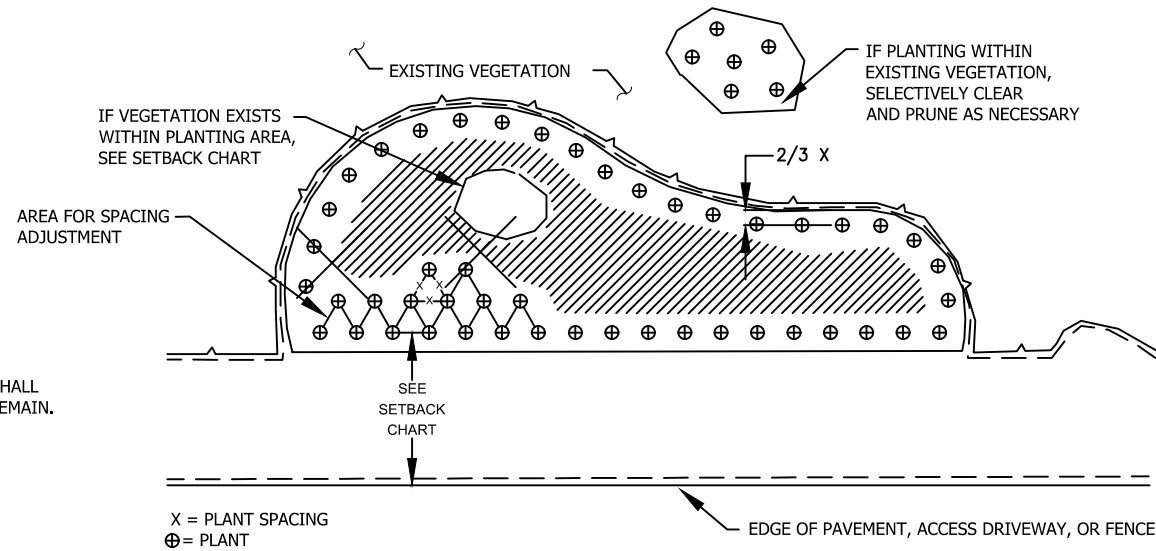 EXISTING VEGETATION
IF PLANTING WITHIN
EXISTING VEGETATION,
SELECTIVELY CLEAR
AND PRUNE AS NECESSARY
IF VEGETATION EXISTS
WITHIN PLANTING AREA,
SEE SETBACK CHART
2/3 X
AREA FOR SPACING
ADJUSTMENT
X X
X
HALL
EMAIN.
SEE
SETBACK
CHART
X = PLANT SPACING
⊕ = PLANT
EDGE OF PAVEMENT, ACCESS DRIVEWAY, OR FENCE